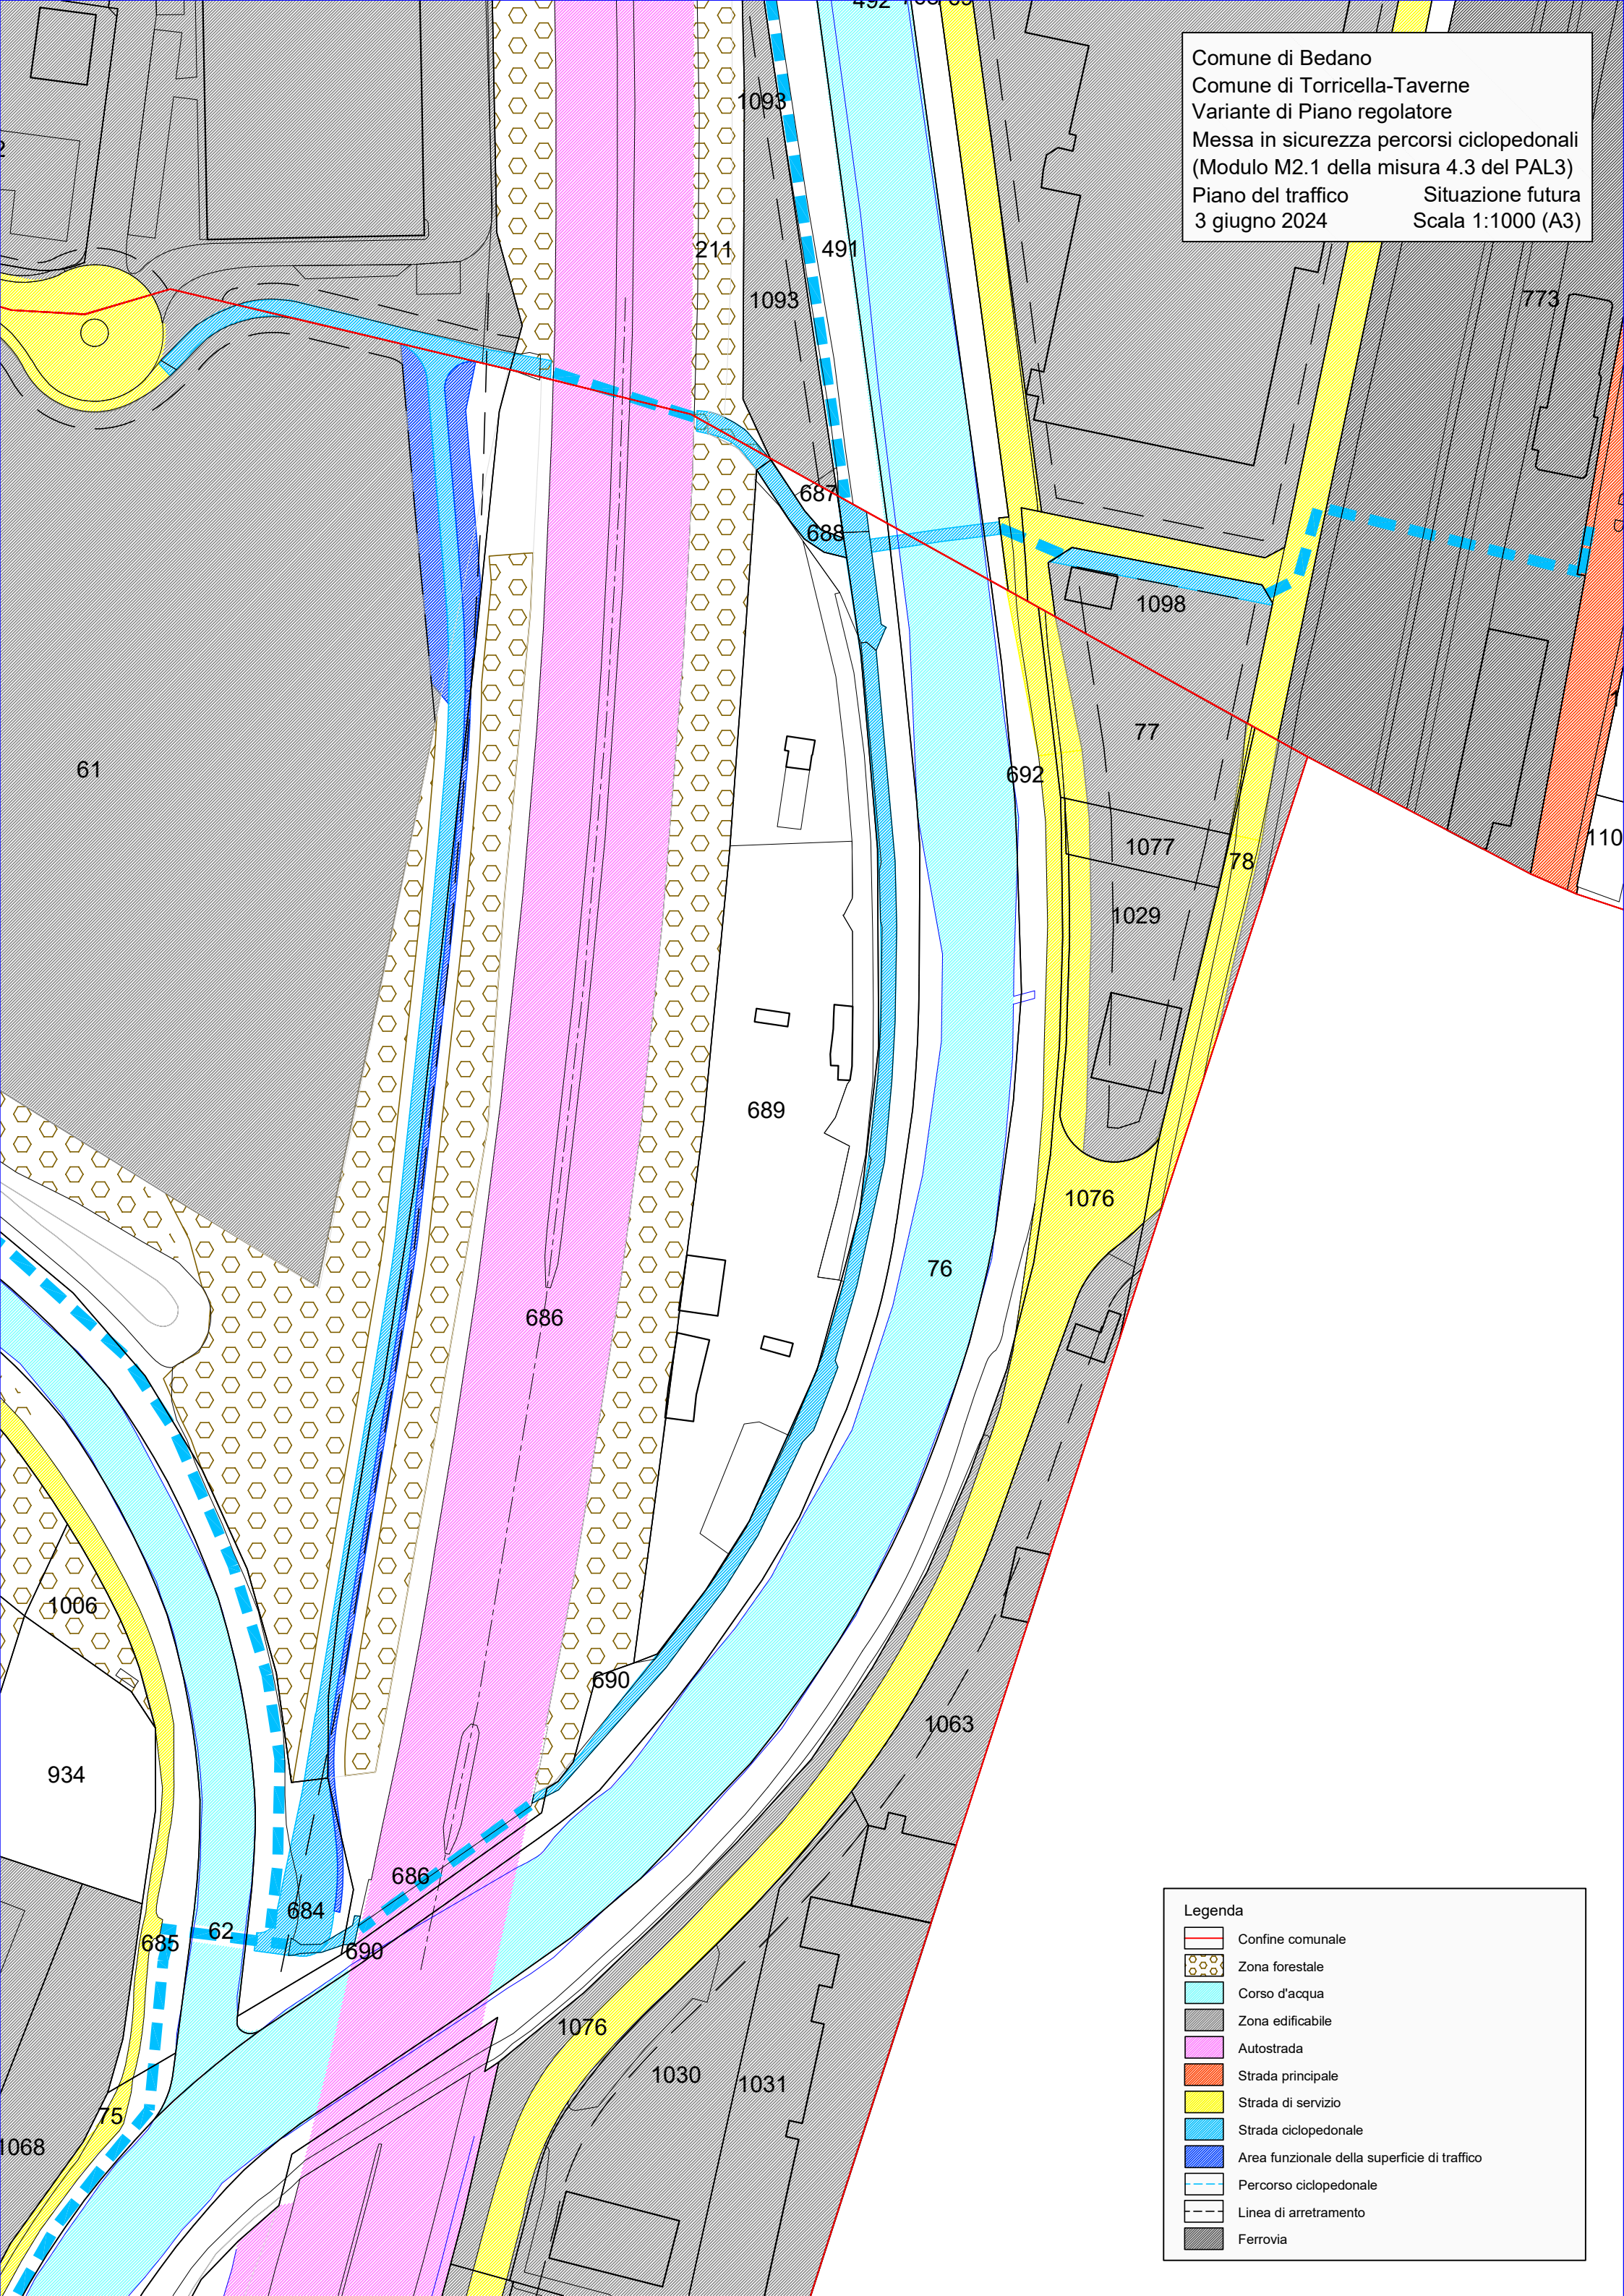 492
Comune di Bedano
Comune di Torricella-Taverne
Variante di Piano regolatore
Messa in sicurezza percorsi ciclopedonali
(Modulo M2.1 della misura 4.3 del PAL3)
Piano del traffico Situazione futura
3 giugno 2024 Scala 1:1000 (A3)
1093
2
211
491
1093
773
687
688
1098
1
77
61
692
110
1077
78
1029
689
1076
76
686
1006
690
1063
934
686
684
62
685
690
1076
1030
1031
75
1068
Legenda
Confine comunale
Zona forestale
Corso d'acqua
Zona edificabile
Autostrada
Strada principale
Strada di servizio
Strada ciclopedonale
Area funzionale della superficie di traffico
Percorso ciclopedonale
Linea di arretramento
Ferrovia